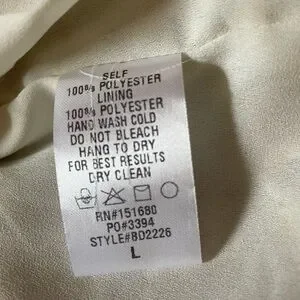 SELF
100% POLYESTER
LINING
100% POLYESTER
HAND WASH COLD
DO NOT BLEACH
HANG TO DRY
FOR BEST RESULTS
DRY CLEAN
RN#151680
PO#3394
STYLE#BD2226
L